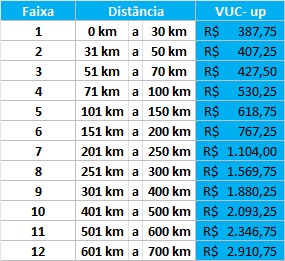 Faixa Distância VUC- up
1 0 km a 30 km R$ 387,75
2 31 km a 50 km R$ 407,25
3 51 km a 70 km R$ 427,50
4 71 km a 100 km R$ 530,25
5 101 km a 150 km R$ 618,75
6 151 km a 200 km R$ 767,25
7 201 km a 250 km R$ 1.104,00
8 251 km a 300 km R$ 1.569,75
9 301 km a 400 km R$ 1.880,25
10 401 km a 500 km R$ 2.093,25
11 501 km a 600 km R$ 2.346,75
12 601 km a 700 km R$ 2.910,75